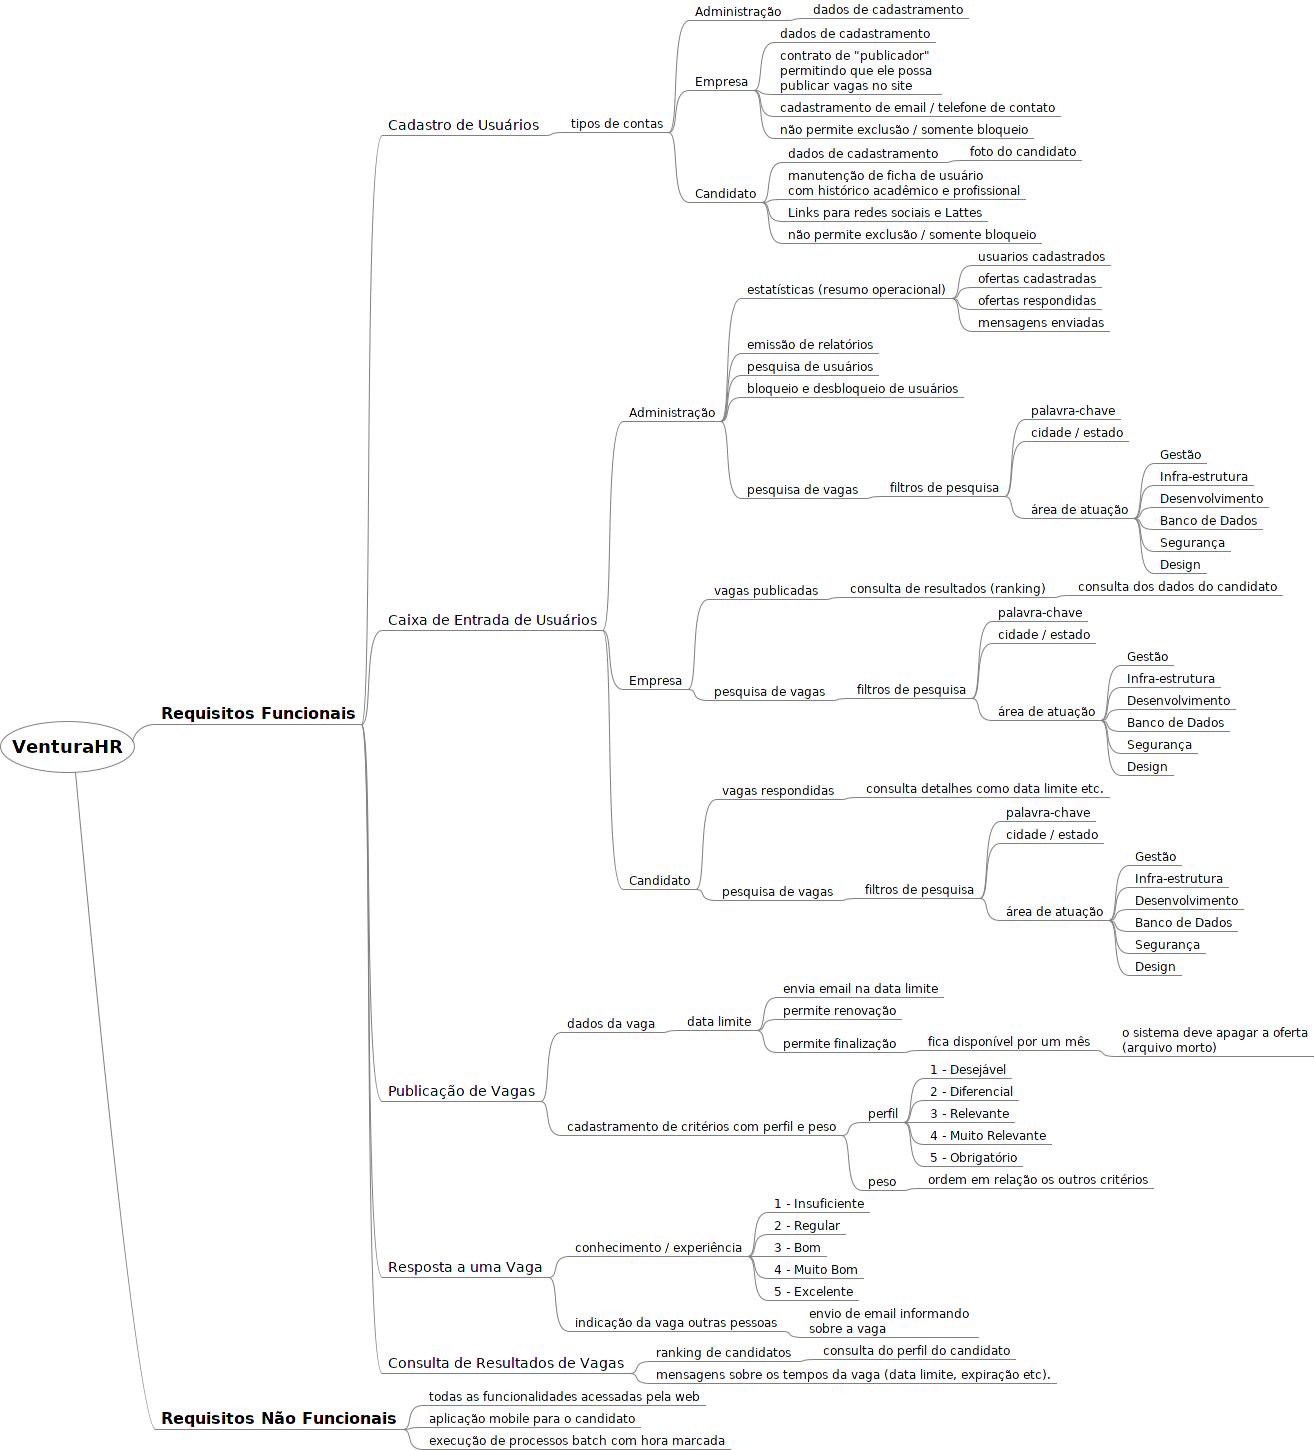 VenturaHR
Requisitos Funcionais
Cadastro de Usuários
tipos de contas
Administração
dados de cadastramento
Empresa
dados de cadastramento
contrato de "publicador"
permitindo que ele possa
publicar vagas no site
cadastramento de email / telefone de contato
não permite exclusão / somente bloqueio
Candidato
dados de cadastramento
foto do candidato
manutenção de ficha de usuário
com histórico acadêmico e profissional
Links para redes sociais e Lattes
não permite exclusão / somente bloqueio
Caixa de Entrada de Usuários
Administração
estatísticas (resumo operacional)
usuarios cadastrados
ofertas cadastradas
ofertas respondidas
mensagens enviadas
emissão de relatórios
pesquisa de usuários
bloqueio e desbloqueio de usuários
pesquisa de vagas
filtros de pesquisa
palavra-chave
cidade / estado
área de atuação
Gestão
Infra-estrutura
Desenvolvimento
Banco de Dados
Segurança
Design
Empresa
vagas publicadas
consulta de resultados (ranking)
consulta dos dados do candidato
pesquisa de vagas
filtros de pesquisa
palavra-chave
cidade / estado
área de atuação
Gestão
Infra-estrutura
Desenvolvimento
Banco de Dados
Segurança
Design
Candidato
vagas respondidas
consulta detalhes como data limite etc.
pesquisa de vagas
filtros de pesquisa
palavra-chave
cidade / estado
área de atuação
Gestão
Infra-estrutura
Desenvolvimento
Banco de Dados
Segurança
Design
Publicação de Vagas
dados da vaga
data limite
envia email na data limite
permite renovação
permite finalização
fica disponível por um mês
o sistema deve apagar a oferta
(arquivo morto)
cadastramento de critérios com perfil e peso
perfil
1 - Desejável
2 - Diferencial
3 - Relevante
4 - Muito Relevante
5 - Obrigatório
peso
ordem em relação os outros critérios
Resposta a uma Vaga
conhecimento / experiência
1 - Insuficiente
2 - Regular
3 - Bom
4 - Muito Bom
5 - Excelente
indicação da vaga outras pessoas
envio de email informando
sobre a vaga
Consulta de Resultados de Vagas
ranking de candidatos
consulta do perfil do candidato
mensagens sobre os tempos da vaga (data limite, expiração etc).
Requisitos Não Funcionais
todas as funcionalidades acessadas pela web
aplicação mobile para o candidato
execução de processos batch com hora marcada